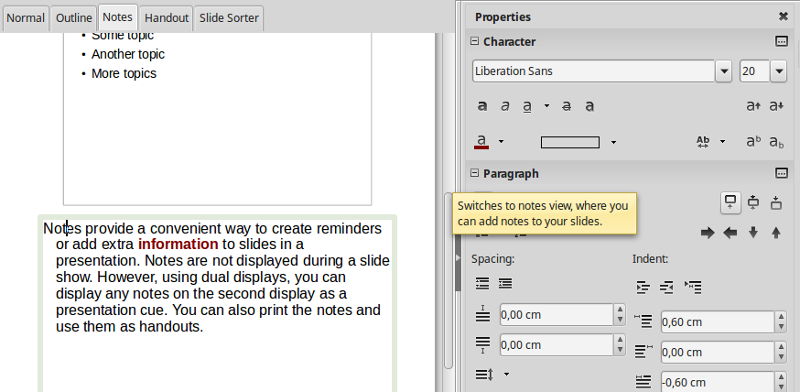 Normal Outline Notes Handout Slide Sorter
• Some topic
• Another topic
• More topics
Notes provide a convenient way to create reminders
or add extra information to slides in a
presentation. Notes are not displayed during a slide
show. However, using dual displays, you can
display any notes on the second display as a
presentation cue. You can also print the notes and
use them as handouts.
Properties
Character
Liberation Sans 20
a a a a a a a
a Ab ab ab
Paragraph
Switches to notes view, where you
can add notes to your slides.
Spacing: Indent:
0,00 cm 0,60 cm
0,00 cm 0,00 cm
-0,60 cm